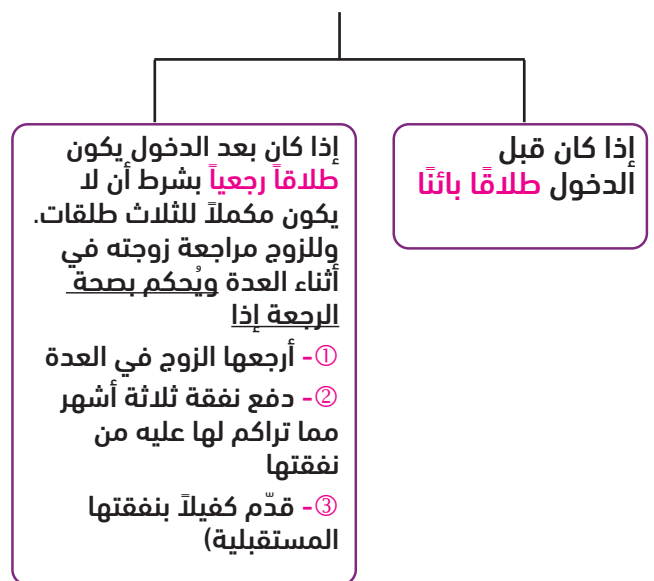 إذا كان قبل
الدخول طلاقًا بائنًا
إذا كان بعد الدخول يكون
طلاقاً رجعياً بشرط أن لا
يكون مكملاً للثلاث طلقات.
وللزوج مراجعة زوجته في
أثناء العدة ويُحكم بصحة
الرجعة إذا
①- أرجعها الزوج في العدة
②- دفع نفقة ثلاثة أشهر
مما تراكم لها عليه من
نفقتها
③- قدّم كفيلاً بنفقتها
المستقبلية)